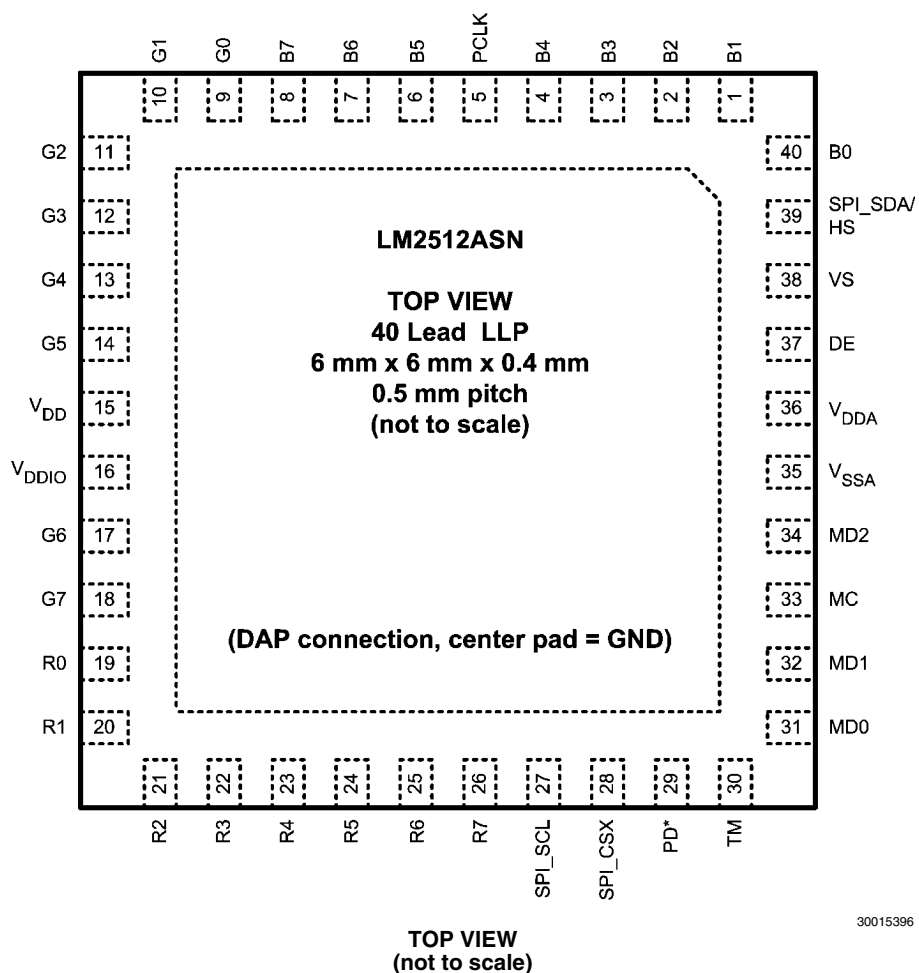 G1 G0 B7 B6 B5 PCLK B4 B3 B2 B1
10 9 8 7 6 5 4 3 2 1
G2 11
G3 12
G4 13
G5 14
VDD 15
VDDIO 16
G6 17
G7 18
R0 19
R1 20
LM2512ASN
TOP VIEW
40 Lead LLP
6 mm x 6 mm x 0.4 mm
0.5 mm pitch
(not to scale)
(DAP connection, center pad = GND)
40 B0
39 SPI_SDA/
HS
38 VS
37 DE
36 VDDA
35 VSSA
34 MD2
33 MC
32 MD1
31 MD0
21 22 23 24 25 26 27 28 29 30
R2 R3 R4 R5 R6 R7 SPI_SCL SPI_CSX PD* TM
30015396
TOP VIEW
(not to scale)